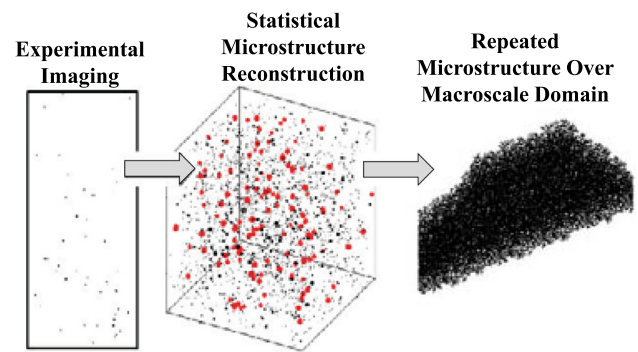 Experimental
Imaging
Statistical
Microstructure
Reconstruction
Repeated
Microstructure Over
Macroscale Domain